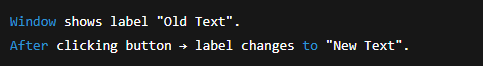 Window shows label "Old Text".
After clicking button → label changes to "New Text".